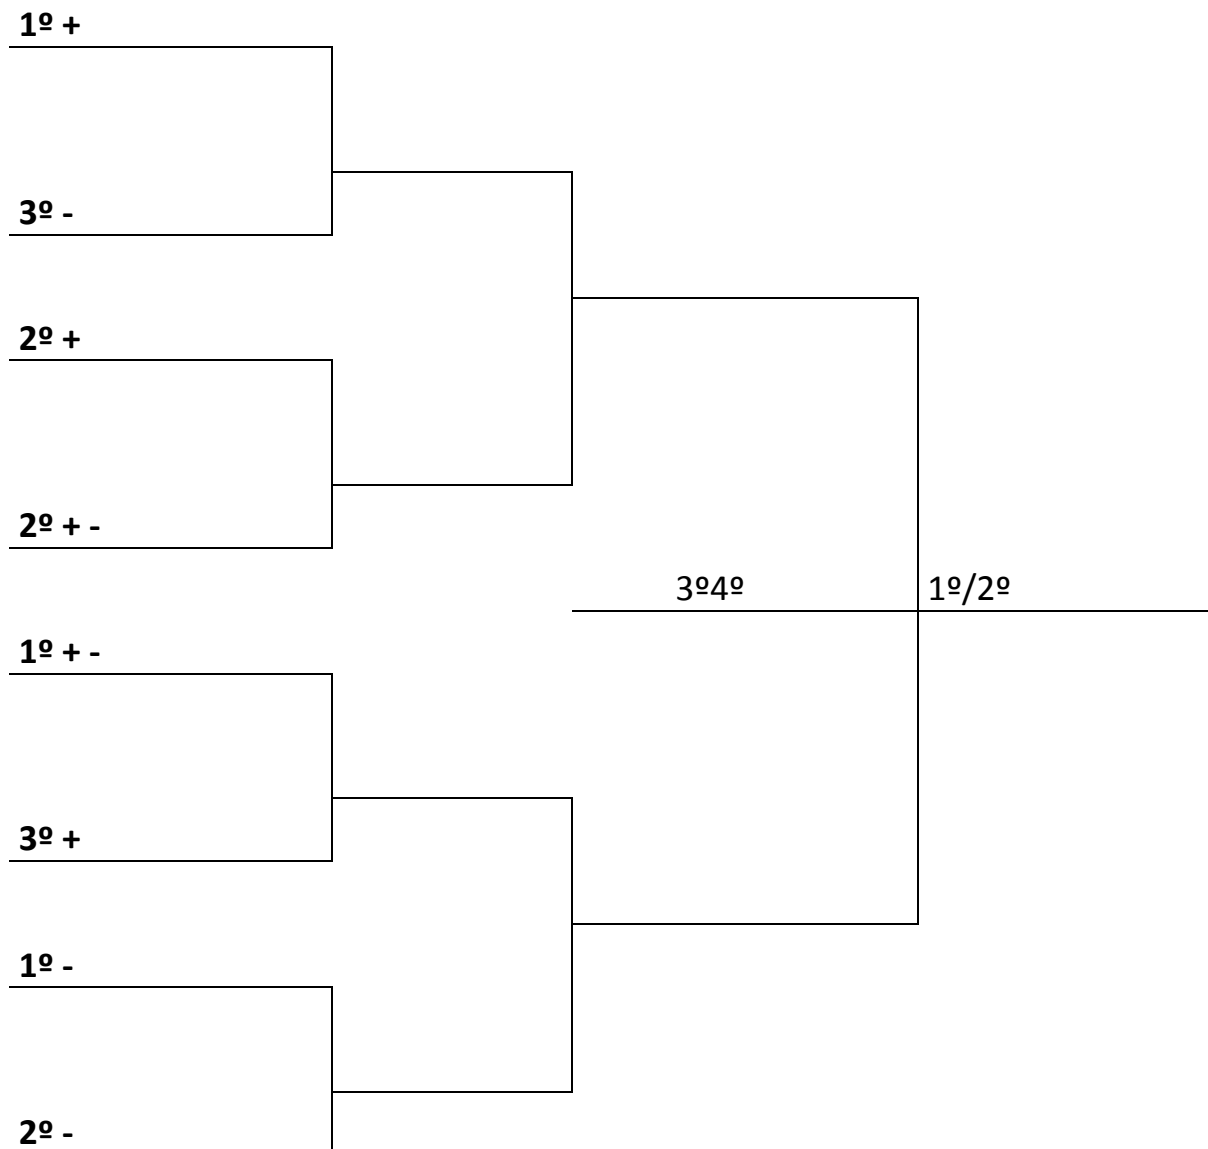 1º +
3º -
2º +
2º + -
3º4º
1º/2º
1º + -
3º +
1º -
2º -